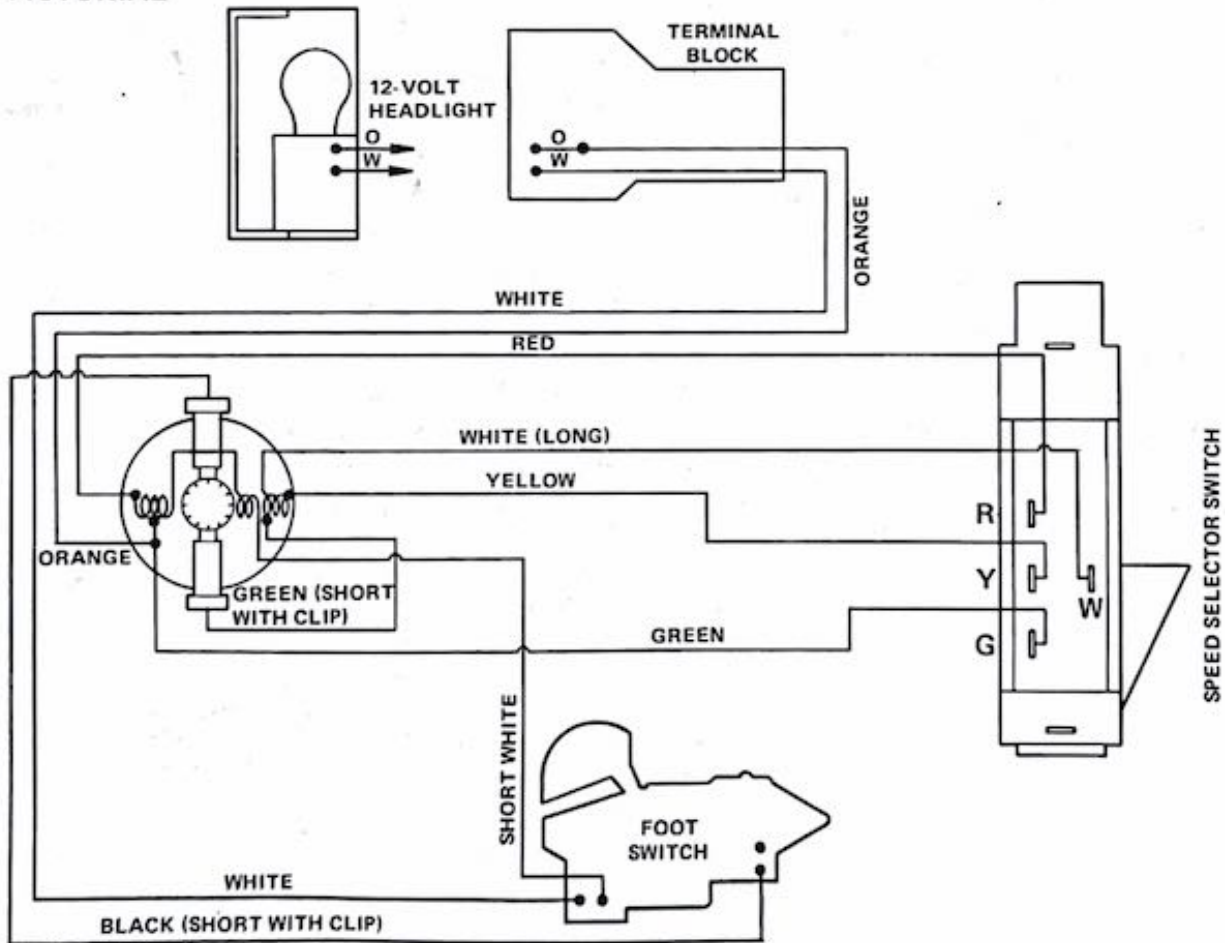 12-VOLT
HEADLIGHT
O
W
TERMINAL
BLOCK
O
W
ORANGE
WHITE
RED
WHITE (LONG)
YELLOW
ORANGE
GREEN (SHORT
WITH CLIP)
GREEN
R
Y
W
G
SPEED SELECTOR SWITCH
SHORT WHITE
FOOT
SWITCH
WHITE
BLACK (SHORT WITH CLIP)